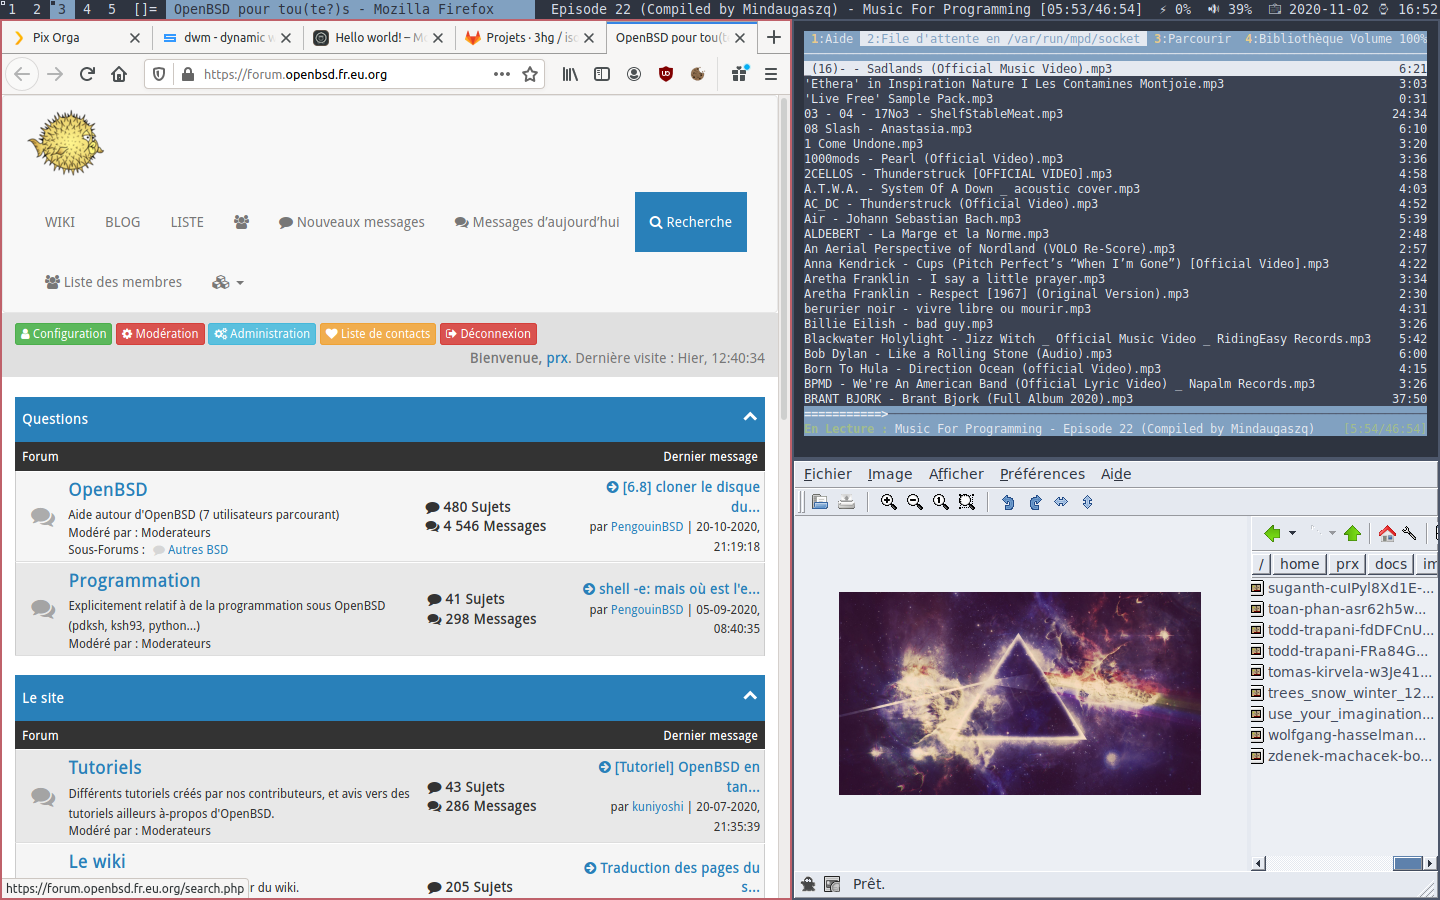 1 2 3 4 5 []= OpenBSD pour tou(te?)s - Mozilla Firefox Episode 22 (Compiled by Mindaugaszq) - Music For Programming [05:53/46:54] 0% 39% 2020-11-02 16:52
Pix Orga dwm - dynamic Hello world! – M Projets · 3hg / is OpenBSD pour tou(t
https://forum.openbsd.fr.eu.org
WIKI BLOG LISTE Nouveaux messages Messages d'aujourd'hui Recherche
Liste des membres
Configuration Modération Administration Liste de contacts Déconnexion
Bienvenue, prx. Dernière visite : Hier, 12:40:34
Questions
Forum Dernier message
OpenBSD
Aide autour d'OpenBSD (7 utilisateurs parcourant)
Modéré par : Moderateurs
Sous-Forums : Autres BSD
480 Sujets
4 546 Messages
[6.8] cloner le disque
du...
par PengouinBSD | 20-10-2020,
21:19:18
Programmation
Explicitement relatif à de la programmation sous OpenBSD
(pdksh, ksh93, python...)
Modéré par : Moderateurs
41 Sujets
298 Messages
shell -e: mais où est l'e...
par PengouinBSD | 05-09-2020,
08:40:35
Le site
Forum Dernier message
Tutoriels
Différents tutoriels créés par nos contributeurs, et avis vers des
tutoriels ailleurs à-propos d'OpenBSD.
Modéré par : Moderateurs
43 Sujets
286 Messages
[Tutoriel] OpenBSD en
tan...
par kuniyoshi | 20-07-2020,
21:35:39
Le wiki
r du wiki.
205 Sujets
Traduction des pages du
s...
https://forum.openbsd.fr.eu.org/search.php
1:Aide 2:File d'attente en /var/run/mpd/socket 3:Parcourir 4:Bibliothèque Volume 100%
(16)- - Sadlands (Official Music Video).mp3 6:21
'Ethera' in Inspiration Nature I Les Contamines Montjoie.mp3 3:03
'Live Free' Sample Pack.mp3 0:31
03 - 04 - 17No3 - ShelfStableMeat.mp3 24:34
08 Slash - Anastasia.mp3 6:10
1 Come Undone.mp3 3:20
1000mods - Pearl (Official Video).mp3 3:36
2CELLOS - Thunderstruck [OFFICIAL VIDEO].mp3 4:58
A.T.W.A. - System Of A Down _ acoustic cover.mp3 4:03
AC_DC - Thunderstruck (Official Video).mp3 4:52
Air - Johann Sebastian Bach.mp3 5:39
ALDEBERT - La Marge et la Norme.mp3 2:48
An Aerial Perspective of Nordland (VOLO Re-Score).mp3 2:57
Anna Kendrick - Cups (Pitch Perfect's “When I'm Gone”) [Official Video].mp3 4:22
Aretha Franklin - I say a little prayer.mp3 3:34
Aretha Franklin - Respect [1967] (Original Version).mp3 2:30
berurier noir - vivre libre ou mourir.mp3 4:31
Billie Eilish - bad guy.mp3 3:26
Blackwater Holylight - Jizz Witch _ Official Music Video _ RidingEasy Records.mp3 5:42
Bob Dylan - Like a Rolling Stone (Audio).mp3 6:00
Born To Hula - Direction Ocean (official Video).mp3 4:15
BPMD - We're An American Band (Official Lyric Video) _ Napalm Records.mp3 3:26
BRANT BJORK - Brant Bjork (Full Album 2020).mp3 37:50
===========>
En Lecture : Music For Programming - Episode 22 (Compiled by Mindaugaszq) [5:54/46:54]
Fichier Image Afficher Préférences Aide
/ home prx docs im
suganth-cuIPyl8Xd1E-...
toan-phan-asr62h5w...
todd-trapani-fdDFCnU...
todd-trapani-FRa84G...
tomas-kirvela-w3Je41...
trees_snow_winter_12...
use_your_imagination...
wolfgang-hasselman...
zdenek-machacek-bo...
Prêt.